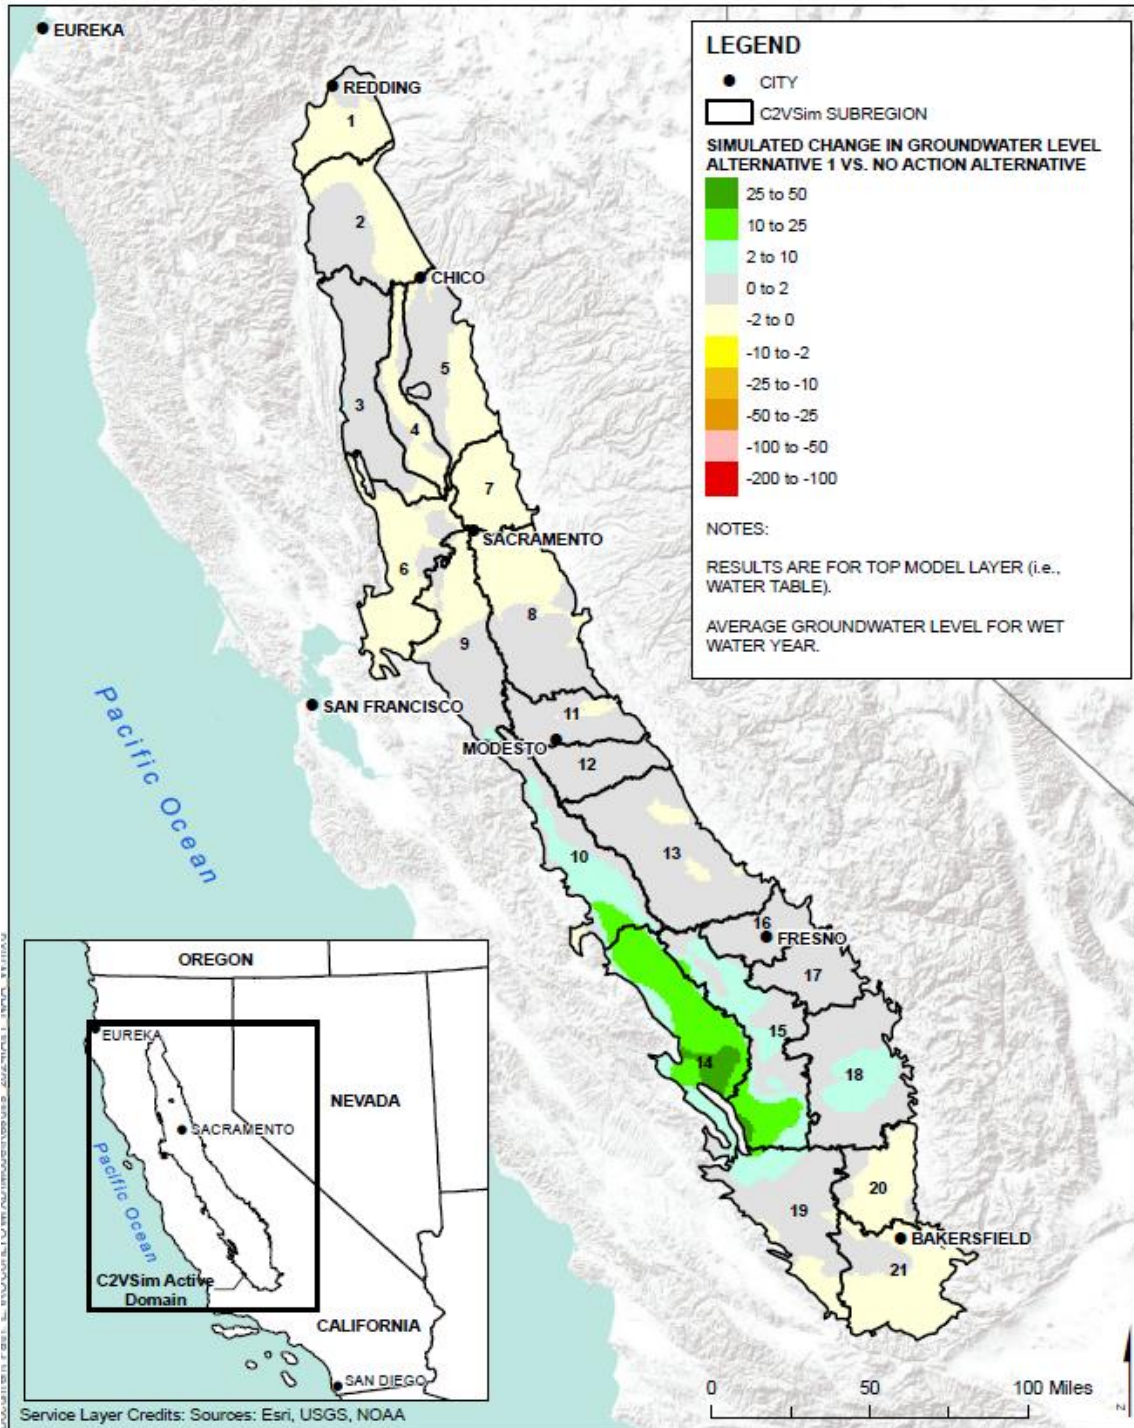 EUREKA
REDDING
1
2
CHICO
3
5
4
7
SACRAMENTO
6
8
9
SAN FRANCISCO
11
MODESTO
12
Pacific Ocean
10
13
16
FRESNO
17
15
14
18
20
19
BAKERSFIELD
21
LEGEND
CITY
C2VSim SUBREGION
SIMULATED CHANGE IN GROUNDWATER LEVEL
ALTERNATIVE 1 VS. NO ACTION ALTERNATIVE
25 to 50
10 to 25
2 to 10
0 to 2
-2 to 0
-10 to -2
-25 to -10
-50 to -25
-100 to -50
-200 to -100
NOTES:
RESULTS ARE FOR TOP MODEL LAYER (i.e.,
WATER TABLE).
AVERAGE GROUNDWATER LEVEL FOR WET
WATER YEAR.
OREGON
EUREKA
NEVADA
SACRAMENTO
Pacific Ocean
C2VSim Active
Domain
CALIFORNIA
SAN DIEGO
0 50 100 Miles
Z
Service Layer Credits: Sources: Esri, USGS, NOAA